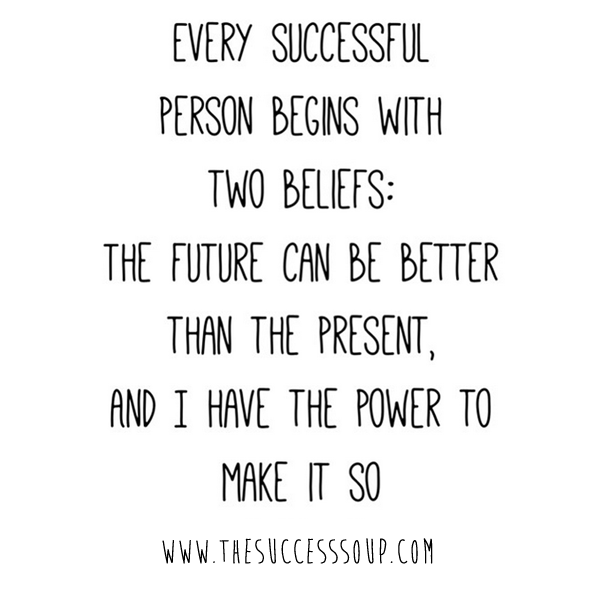 EVERY SUCCESSFUL
PERSON BEGINS WITH
TWO BELIEFS:
THE FUTURE CAN BE BETTER
THAN THE PRESENT,
AND I HAVE THE POWER TO
MAKE IT SO
WWW.THESUCCESSSOUP.COM